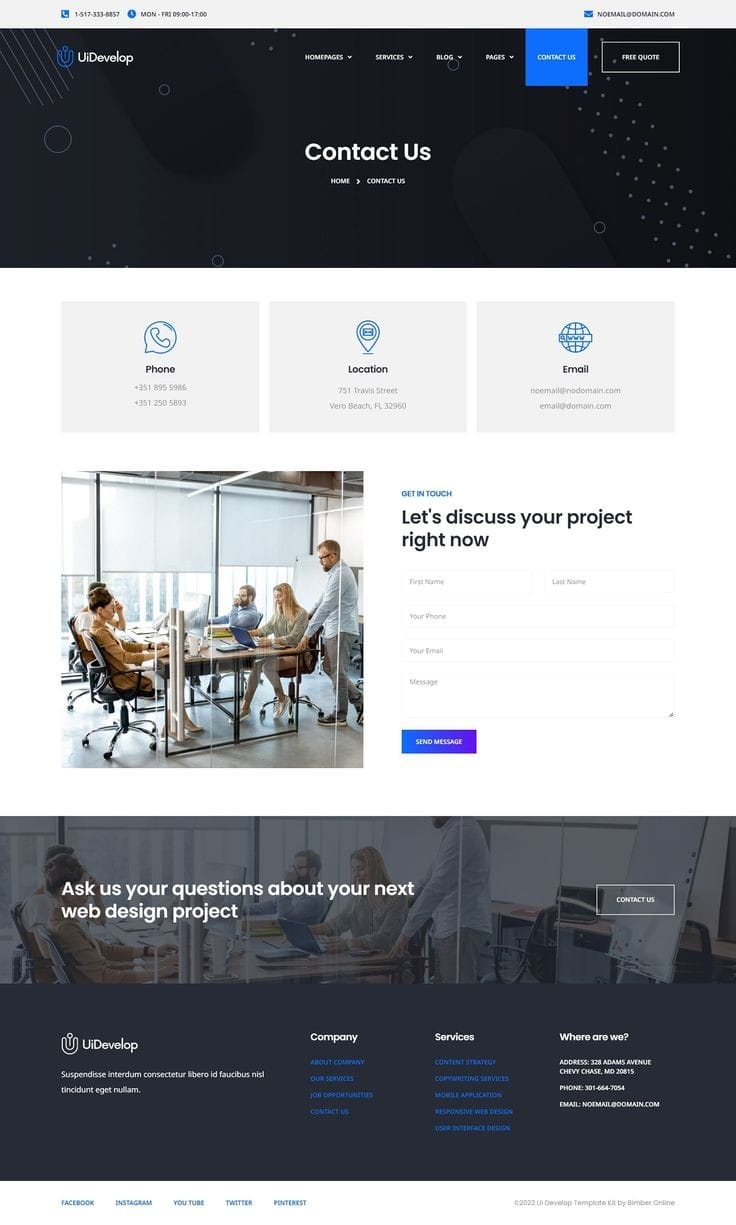 1-517-333-8857 MON - FRI 09:00-17:00 NOEMAIL@DOMAIN.COM
UiDevelop HOMEPAGES SERVICES BLOG PAGES CONTACT US FREE QUOTE
Contact Us
HOME CONTACT US
Phone
+351 895 5986
+351 250 5893
Location
751 Travis Street
Vero Beach, FL 32960
WWW
Email
noemail@nodomain.com
email@domain.com
GET IN TOUCH
Let's discuss your project
right now
First Name Last Name
Your Phone
Your Email
Message
SEND MESSAGE
Ask us your questions about your next
web design project
CONTACT US
UiDevelop
Suspendisse interdum consectetur libero id faucibus nisl
tincidunt eget nullam.
Company
ABOUT COMPANY
OUR SERVICES
JOB OPPORTUNITIES
CONTACT US
Services
CONTENT STRATEGY
COPYWRITING SERVICES
MOBILE APPLICATION
RESPONSIVE WEB DESIGN
USER INTERFACE DESIGN
Where are we?
ADDRESS: 328 ADAMS AVENUE
CHEVY CHASE, MD 20815
PHONE: 301-664-7054
EMAIL: NOEMAIL@DOMAIN.COM
FACEBOOK INSTAGRAM YOU TUBE TWITTER PINTEREST
©2022 Ui Develop Template Kit by Bimber.Online